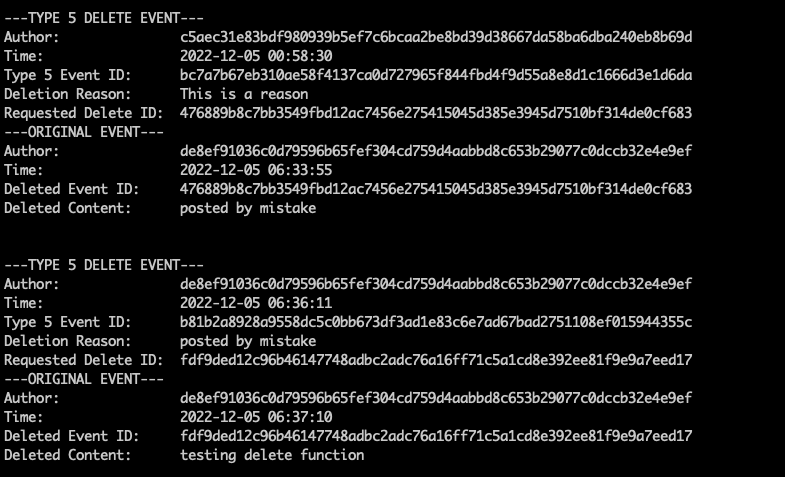 ---TYPE 5 DELETE EVENT---
Author: c5aec31e83bdf980939b5ef7c6bcaa2be8bd39d38667da58ba6dba240eb8b69d
Time: 2022-12-05 00:58:30
Type 5 Event ID: bc7a7b67eb310ae58f4137ca0d727965f844fbd4f9d55a8e8d1c1666d3e1d6da
Deletion Reason: This is a reason
Requested Delete ID: 476889b8c7bb3549fbd12ac7456e275415045d385e3945d7510bf314de0cf683
---ORIGINAL EVENT---
Author: de8ef91036c0d79596b65fef304cd759d4aabbd8c653b29077c0dccb32e4e9ef
Time: 2022-12-05 06:33:55
Deleted Event ID: 476889b8c7bb3549fbd12ac7456e275415045d385e3945d7510bf314de0cf683
Deleted Content: posted by mistake
---TYPE 5 DELETE EVENT---
Author: de8ef91036c0d79596b65fef304cd759d4aabbd8c653b29077c0dccb32e4e9ef
Time: 2022-12-05 06:36:11
Type 5 Event ID: b81b2a8928a9558dc5c0bb673df3ad1e83c6e7ad67bad2751108ef015944355c
Deletion Reason: posted by mistake
Requested Delete ID: fdf9ded12c96b46147748adbc2adc76a16ff71c5a1cd8e392ee81f9e9a7eed17
---ORIGINAL EVENT---
Author: de8ef91036c0d79596b65fef304cd759d4aabbd8c653b29077c0dccb32e4e9ef
Time: 2022-12-05 06:37:10
Deleted Event ID: fdf9ded12c96b46147748adbc2adc76a16ff71c5a1cd8e392ee81f9e9a7eed17
Deleted Content: testing delete function